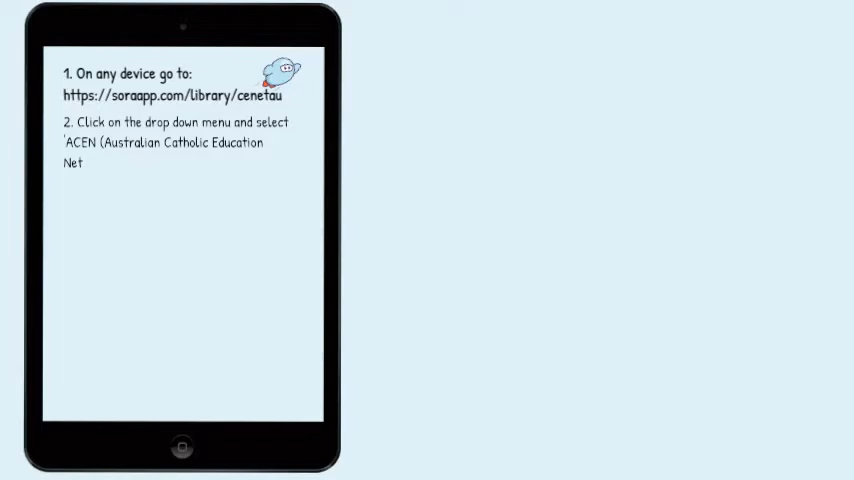 1. On any device go to:
https://soraapp.com/library/cenetau
2. Click on the drop down menu and select
'ACEN (Australian Catholic Education
Net